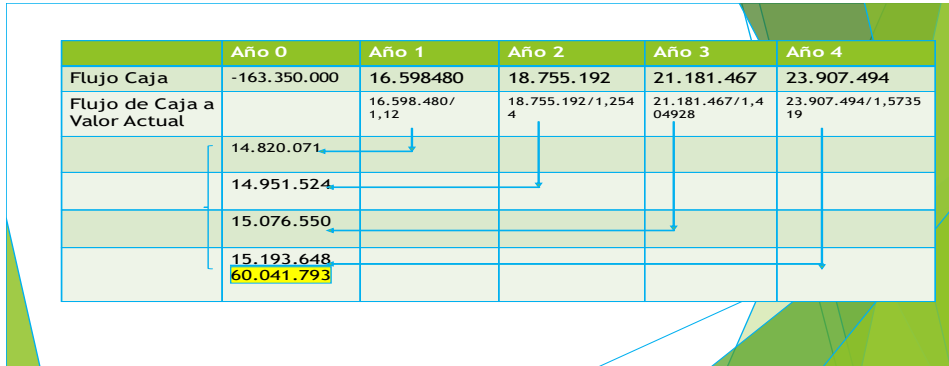 Año 0 Año 1 Año 2 Año 3 Año 4
Flujo Caja -163.350.000 16.598480 18.755.192 21.181.467 23.907.494
Flujo de Caja a Valor Actual 16.598.480/ 1,12 18.755.192/1,254 4 21.181.467/1,4 04928 23.907.494/1,5735 19
14.820.071
14.951.524
15.076.550
15.193.648
60.041.793